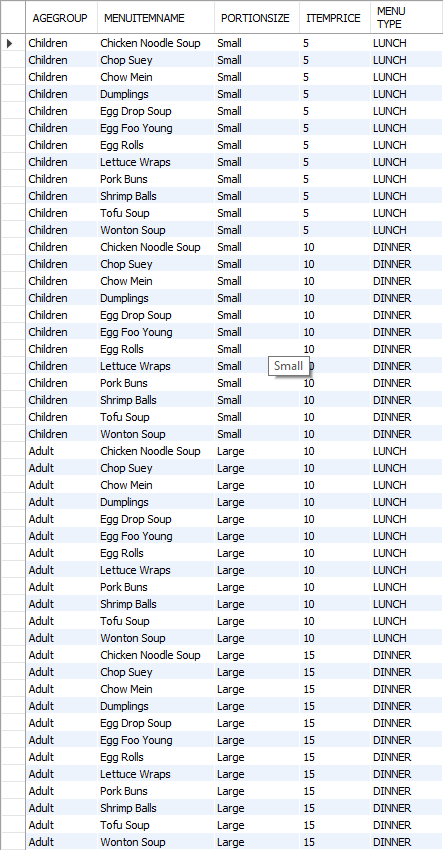 AGEGROUP MENUITEMNAME PORTIONSIZE ITEMPRICE MENU
TYPE
Children Chicken Noodle Soup Small 5 LUNCH
Children Chop Suey Small 5 LUNCH
Children Chow Mein Small 5 LUNCH
Children Dumplings Small 5 LUNCH
Children Egg Drop Soup Small 5 LUNCH
Children Egg Foo Young Small 5 LUNCH
Children Egg Rolls Small 5 LUNCH
Children Lettuce Wraps Small 5 LUNCH
Children Pork Buns Small 5 LUNCH
Children Shrimp Balls Small 5 LUNCH
Children Tofu Soup Small 5 LUNCH
Children Wonton Soup Small 5 LUNCH
Children Chicken Noodle Soup Small 10 DINNER
Children Chop Suey Small 10 DINNER
Children Chow Mein Small 10 DINNER
Children Dumplings Small 10 DINNER
Children Egg Drop Soup Small 10 DINNER
Children Egg Foo Young Small 10 DINNER
Children Egg Rolls Small 10 DINNER
Children Lettuce Wraps Small Small DINNER
Children Pork Buns Small 10 DINNER
Children Shrimp Balls Small 10 DINNER
Children Tofu Soup Small 10 DINNER
Children Wonton Soup Small 10 DINNER
Adult Chicken Noodle Soup Large 10 LUNCH
Adult Chop Suey Large 10 LUNCH
Adult Chow Mein Large 10 LUNCH
Adult Dumplings Large 10 LUNCH
Adult Egg Drop Soup Large 10 LUNCH
Adult Egg Foo Young Large 10 LUNCH
Adult Egg Rolls Large 10 LUNCH
Adult Lettuce Wraps Large 10 LUNCH
Adult Pork Buns Large 10 LUNCH
Adult Shrimp Balls Large 10 LUNCH
Adult Tofu Soup Large 10 LUNCH
Adult Wonton Soup Large 10 LUNCH
Adult Chicken Noodle Soup Large 15 DINNER
Adult Chop Suey Large 15 DINNER
Adult Chow Mein Large 15 DINNER
Adult Dumplings Large 15 DINNER
Adult Egg Drop Soup Large 15 DINNER
Adult Egg Foo Young Large 15 DINNER
Adult Egg Rolls Large 15 DINNER
Adult Lettuce Wraps Large 15 DINNER
Adult Pork Buns Large 15 DINNER
Adult Shrimp Balls Large 15 DINNER
Adult Tofu Soup Large 15 DINNER
Adult Wonton Soup Large 15 DINNER